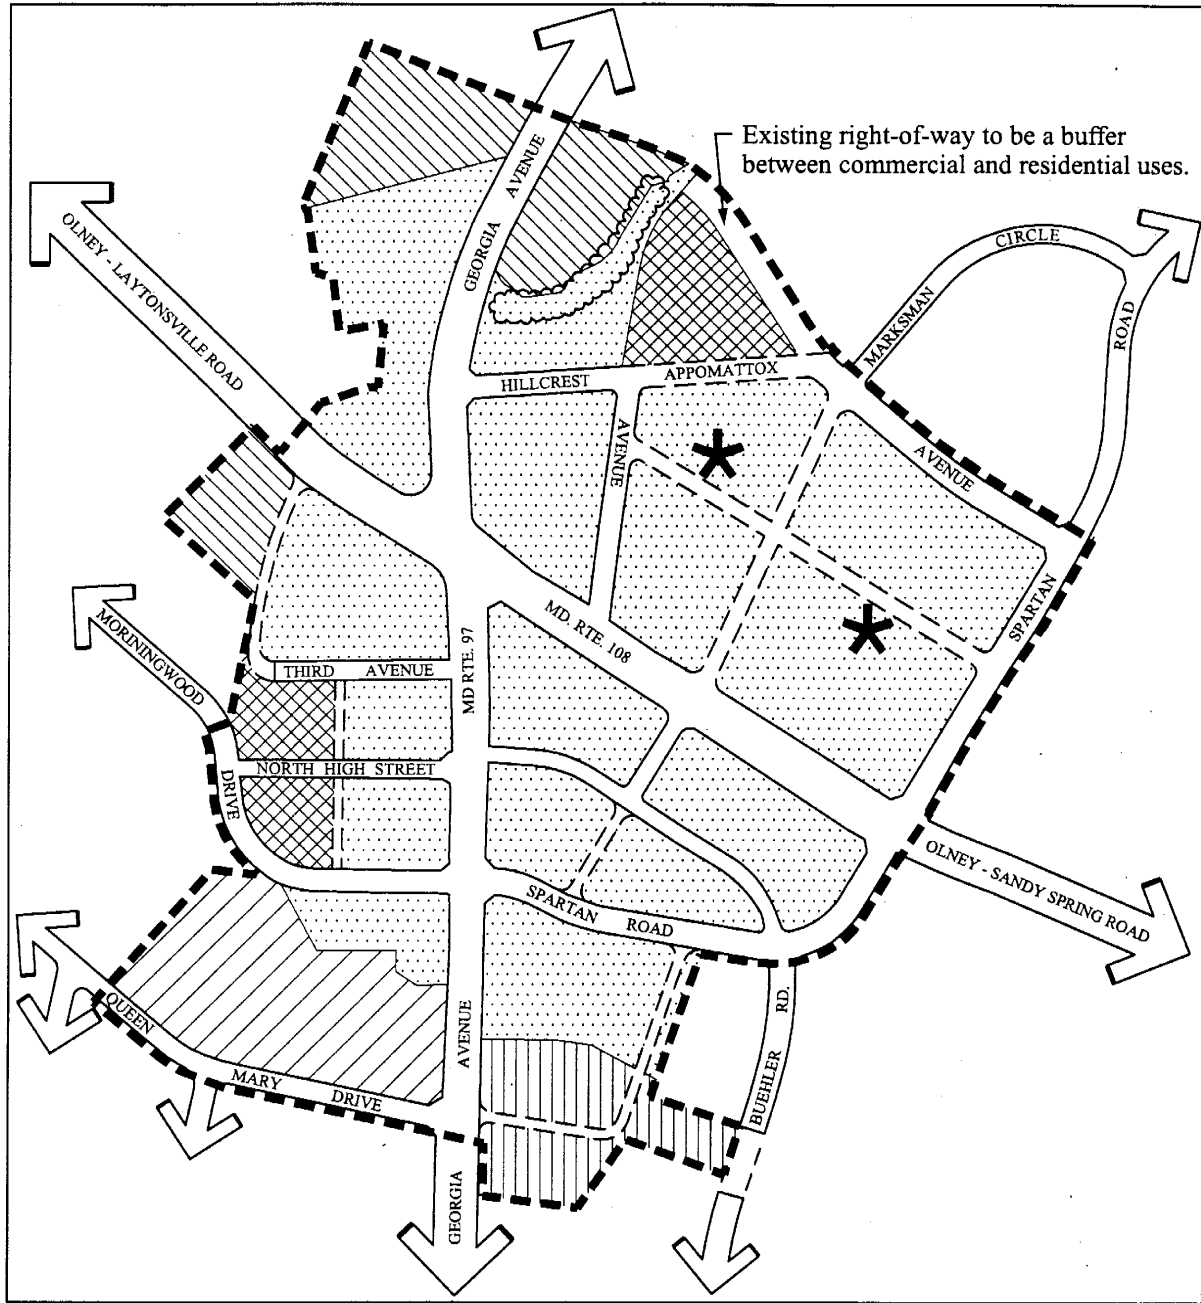 Existing right-of-way to be a buffer
between commercial and residential uses.
GEORGIA AVENUE
OLNEY - LAYTONSVILLE ROAD
MARKSMAN CIRCLE
ROAD
HILLCREST
APPOMATTOX
AVENUE
AVENUE
SPARTAN
MD. RTE. 108
MD RTE. 97
MORININGWOOD
DRIVE
THIRD AVENUE
NORTH HIGH STREET
SPARTAN ROAD
OLNEY - SANDY SPRING ROAD
QUEEN
MARY DRIVE
AVENUE
BUEHLER RD.
GEORGIA